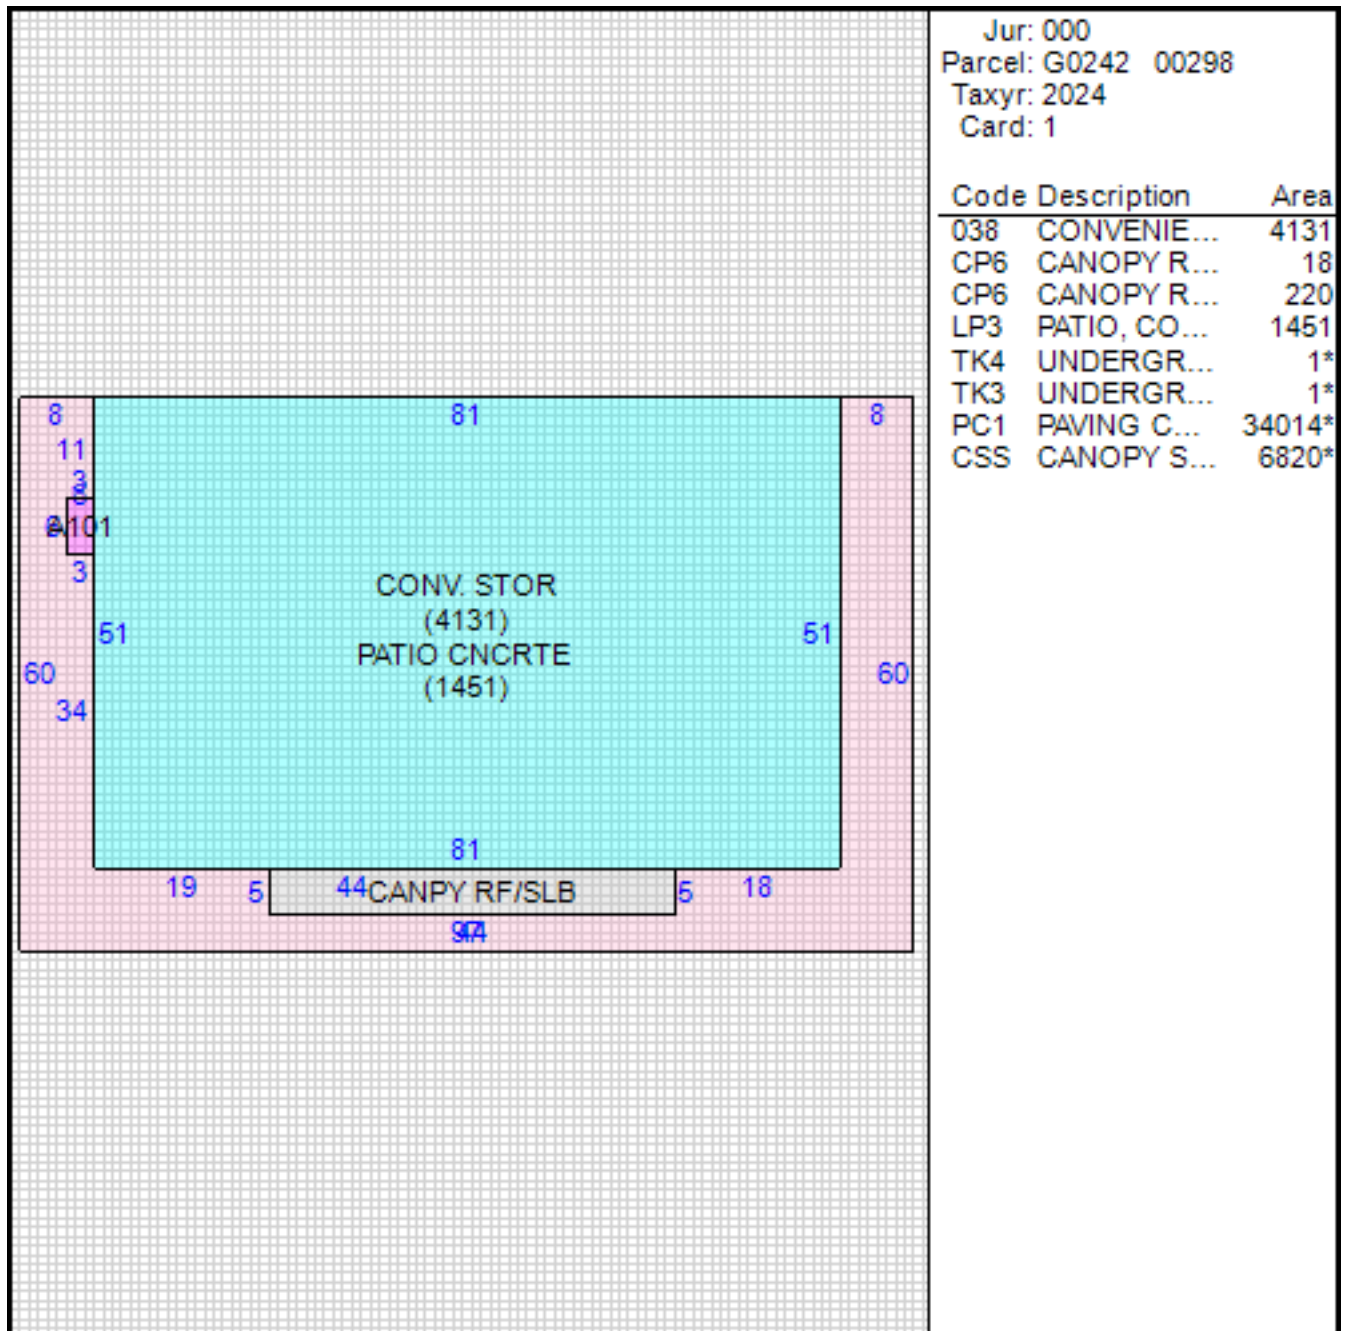 Jur: 000
Parcel: G0242 00298
Taxyr: 2024
Card: 1
Code Description Area
038 CONVENIE... 4131
CP6 CANOPY R... 18
CP6 CANOPY R... 220
LP3 PATIO, CO... 1451
TK4 UNDERGR... 1*
TK3 UNDERGR... 1*
PC1 PAVING C... 34014*
CSS CANOPY S... 6820*
8 81 8
11
3
A101
3
CONV. STOR
(4131)
PATIO CNCRTE
(1451)
51 51
60 60
34
81
19 5 44 CANPY RF/SLB 5 18
97
44